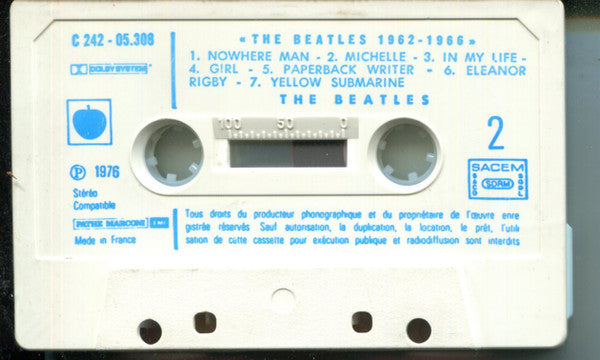 C 242 - 05.308
« THE BEATLES 1962-1966 »
DOLBY SYSTEM
1. NOWHERE MAN - 2. MICHELLE - 3. IN MY LIFE -
4. GIRL - 5. PAPERBACK WRITER - 6. ELEANOR
RIGBY - 7. YELLOW SUBMARINE
THE BEATLES
100 50 0
2
℗ 1976
Stéréo
Compatible
SACEM
SACD SDRM SGDL
PATHE MARCONI EMI
Made in France
Tous droits du producteur phonographique et du propriétaire de l'œuvre enre
gistrée réservés Sauf autorisation, la duplication, la location, le prêt, l'utili
sation de cette cassette pour exécution publique et radiodiffusion sont interdits